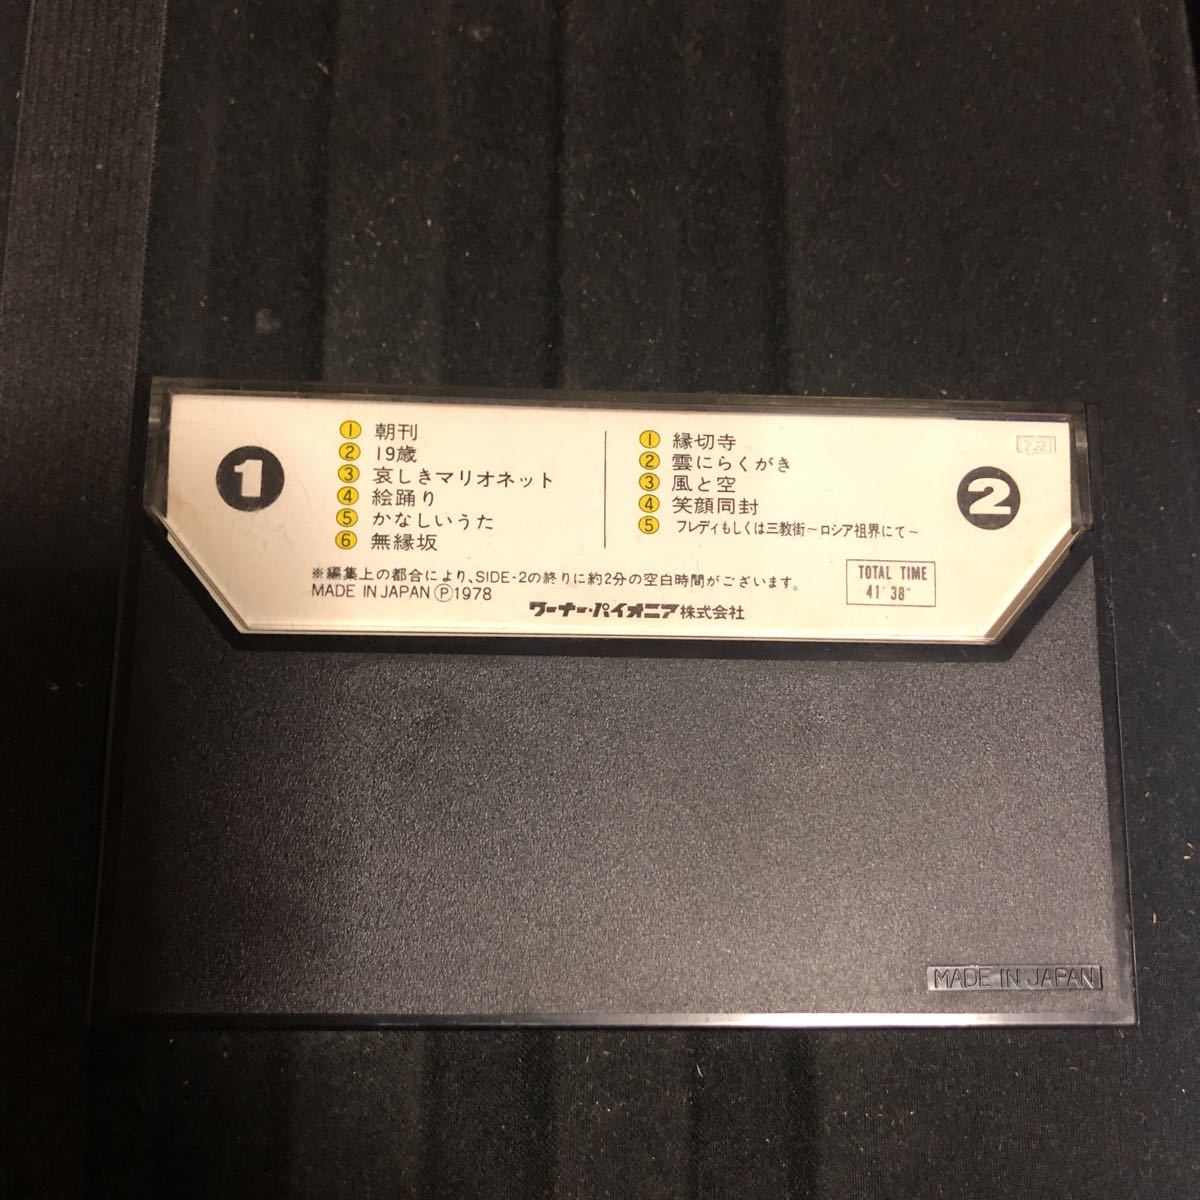 1
① 朝刊
② 19歳
③ 哀しきマリオネット
④ 絵踊り
⑤ かなしいうた
⑥ 無縁坂
① 縁切寺
② 雲にらくがき
③ 風と空
④ 笑顔同封
⑤ フレディもしくは三教街〜ロシア祖界にて〜
2
※編集上の都合により、SIDE-2の終りに約2分の空白時間がございます。
MADE IN JAPAN Ⓟ1978
ワーナー・パイオニア株式会社
TOTAL TIME
41' 38"
MADE IN JAPAN